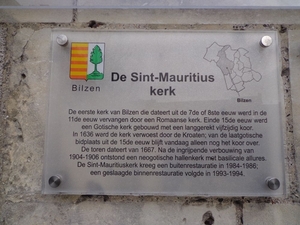 De Sint-Mauritius
kerk
Bilzen
Bilzen
De eerste kerk van Bilzen die dateert uit de 7de of 8ste eeuw werd in de
11de eeuw vervangen door een Romaanse kerk. Einde 15de eeuw werd
een Gotische kerk gebouwd met een langgerekt vijfzijdig koor.
In 1636 werd de kerk verwoest door de Kroaten; van de laatgotische
bidplaats uit de 15de eeuw blijft vandaag alleen nog het koor over.
De toren dateert van 1667. Na de ingrijpende verbouwing van
1904-1906 ontstond een neogotische hallenkerk met basilicale allures.
De Sint-Mauritiuskerk kreeg een buitenrestauratie in 1984-1986;
een geslaagde binnenrestauratie volgde in 1993-1994.